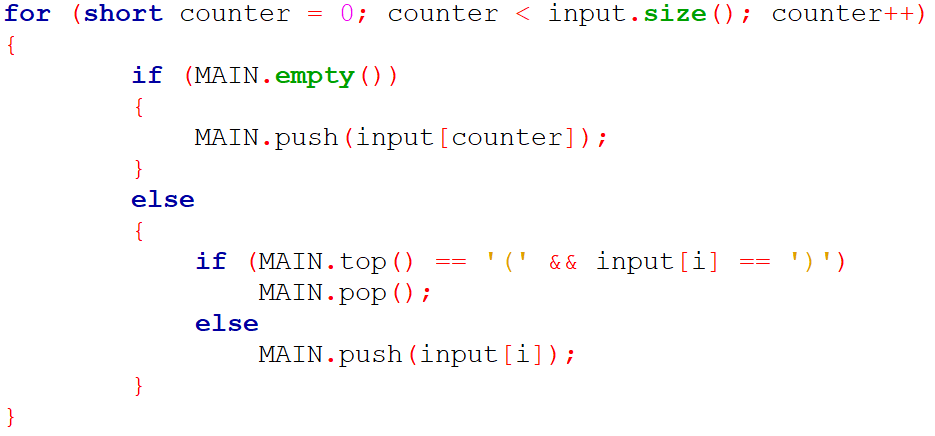 for (short counter = 0; counter < input.size(); counter++)
{
        if (MAIN.empty())
        {
            MAIN.push(input[counter]);
        }
        else
        {
            if (MAIN.top() == '(' && input[i] == ')')
                MAIN.pop();
            else
                MAIN.push(input[i]);
        }
}